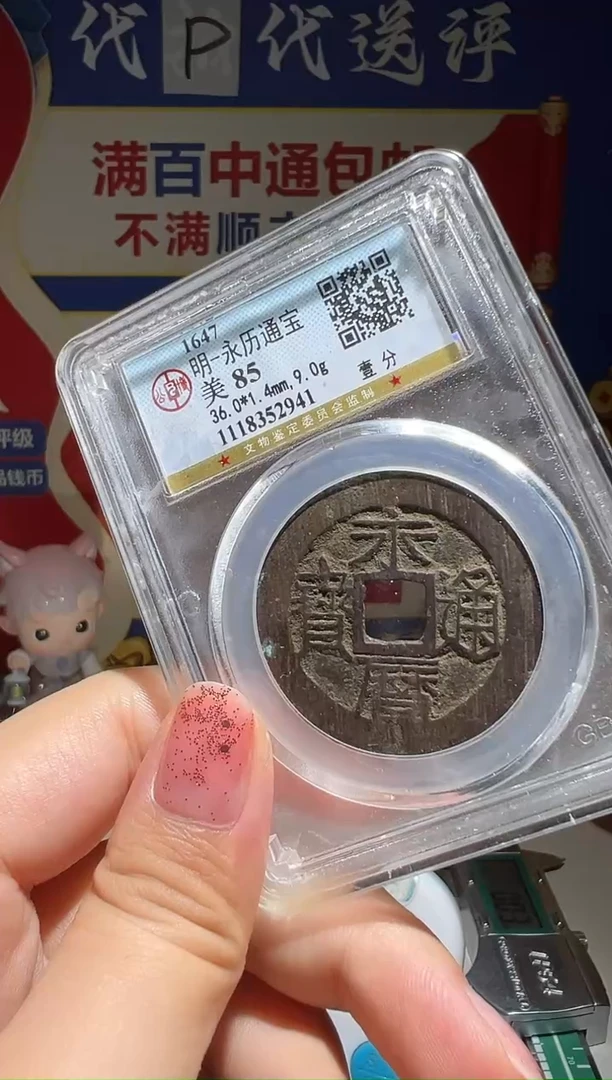 代P代送评
满百中通包邮
不满顺
1647
明-永历通宝
美 85
36.0*1.4mm,9.0g
壹分
1118352941
文物鉴定委员会监制
评级
钱币
永曆通寶